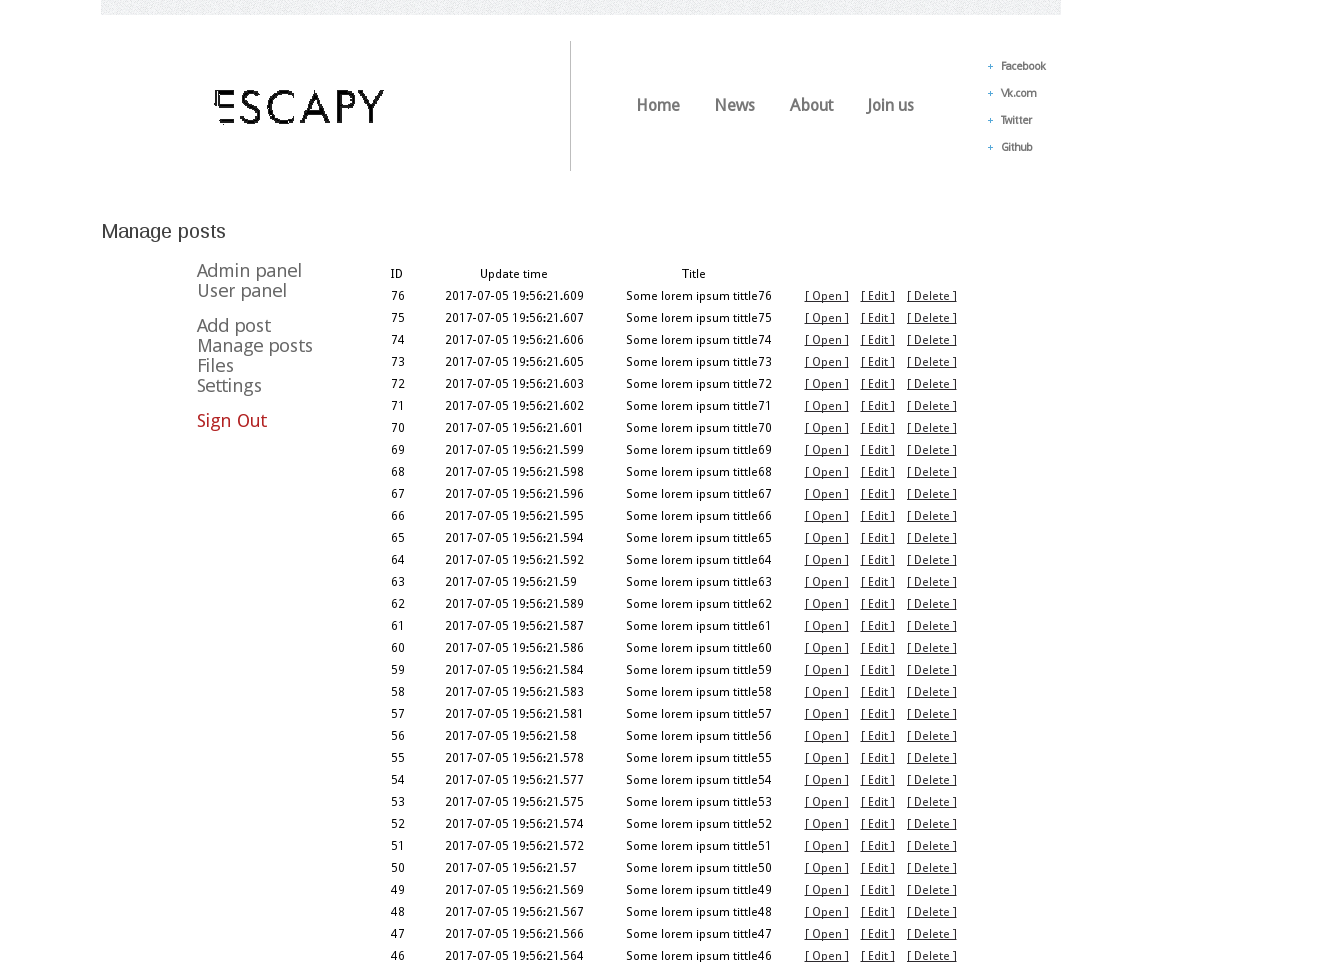 ESCAPY
Home News About Join us
Facebook
Vk.com
Twitter
Github
Manage posts
Admin panel
User panel
Add post
Manage posts
Files
Settings
Sign Out
ID Update time Title
76 2017-07-05 19:56:21.609 Some lorem ipsum tittle76 [ Open ] [ Edit ] [ Delete ]
75 2017-07-05 19:56:21.607 Some lorem ipsum tittle75 [ Open ] [ Edit ] [ Delete ]
74 2017-07-05 19:56:21.606 Some lorem ipsum tittle74 [ Open ] [ Edit ] [ Delete ]
73 2017-07-05 19:56:21.605 Some lorem ipsum tittle73 [ Open ] [ Edit ] [ Delete ]
72 2017-07-05 19:56:21.603 Some lorem ipsum tittle72 [ Open ] [ Edit ] [ Delete ]
71 2017-07-05 19:56:21.602 Some lorem ipsum tittle71 [ Open ] [ Edit ] [ Delete ]
70 2017-07-05 19:56:21.601 Some lorem ipsum tittle70 [ Open ] [ Edit ] [ Delete ]
69 2017-07-05 19:56:21.599 Some lorem ipsum tittle69 [ Open ] [ Edit ] [ Delete ]
68 2017-07-05 19:56:21.598 Some lorem ipsum tittle68 [ Open ] [ Edit ] [ Delete ]
67 2017-07-05 19:56:21.596 Some lorem ipsum tittle67 [ Open ] [ Edit ] [ Delete ]
66 2017-07-05 19:56:21.595 Some lorem ipsum tittle66 [ Open ] [ Edit ] [ Delete ]
65 2017-07-05 19:56:21.594 Some lorem ipsum tittle65 [ Open ] [ Edit ] [ Delete ]
64 2017-07-05 19:56:21.592 Some lorem ipsum tittle64 [ Open ] [ Edit ] [ Delete ]
63 2017-07-05 19:56:21.59 Some lorem ipsum tittle63 [ Open ] [ Edit ] [ Delete ]
62 2017-07-05 19:56:21.589 Some lorem ipsum tittle62 [ Open ] [ Edit ] [ Delete ]
61 2017-07-05 19:56:21.587 Some lorem ipsum tittle61 [ Open ] [ Edit ] [ Delete ]
60 2017-07-05 19:56:21.586 Some lorem ipsum tittle60 [ Open ] [ Edit ] [ Delete ]
59 2017-07-05 19:56:21.584 Some lorem ipsum tittle59 [ Open ] [ Edit ] [ Delete ]
58 2017-07-05 19:56:21.583 Some lorem ipsum tittle58 [ Open ] [ Edit ] [ Delete ]
57 2017-07-05 19:56:21.581 Some lorem ipsum tittle57 [ Open ] [ Edit ] [ Delete ]
56 2017-07-05 19:56:21.58 Some lorem ipsum tittle56 [ Open ] [ Edit ] [ Delete ]
55 2017-07-05 19:56:21.578 Some lorem ipsum tittle55 [ Open ] [ Edit ] [ Delete ]
54 2017-07-05 19:56:21.577 Some lorem ipsum tittle54 [ Open ] [ Edit ] [ Delete ]
53 2017-07-05 19:56:21.575 Some lorem ipsum tittle53 [ Open ] [ Edit ] [ Delete ]
52 2017-07-05 19:56:21.574 Some lorem ipsum tittle52 [ Open ] [ Edit ] [ Delete ]
51 2017-07-05 19:56:21.572 Some lorem ipsum tittle51 [ Open ] [ Edit ] [ Delete ]
50 2017-07-05 19:56:21.57 Some lorem ipsum tittle50 [ Open ] [ Edit ] [ Delete ]
49 2017-07-05 19:56:21.569 Some lorem ipsum tittle49 [ Open ] [ Edit ] [ Delete ]
48 2017-07-05 19:56:21.567 Some lorem ipsum tittle48 [ Open ] [ Edit ] [ Delete ]
47 2017-07-05 19:56:21.566 Some lorem ipsum tittle47 [ Open ] [ Edit ] [ Delete ]
46 2017-07-05 19:56:21.564 Some lorem ipsum tittle46 [ Open ] [ Edit ] [ Delete ]